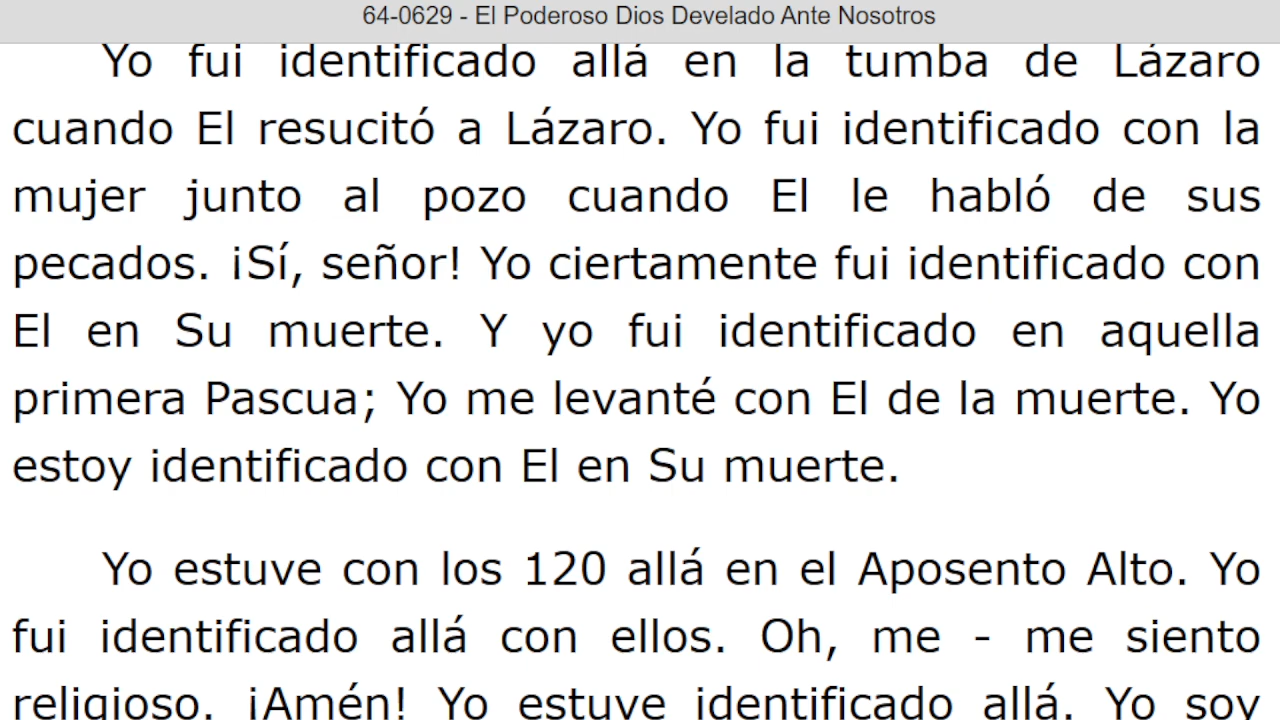 64-0629 - El Poderoso Dios Develado Ante Nosotros
Yo fui identificado allá en la tumba de Lázaro
cuando El resucitó a Lázaro. Yo fui identificado con la
mujer junto al pozo cuando El le habló de sus
pecados. ¡Sí, señor! Yo ciertamente fui identificado con
El en Su muerte. Y yo fui identificado en aquella
primera Pascua; Yo me levanté con El de la muerte. Yo
estoy identificado con El en Su muerte.
Yo estuve con los 120 allá en el Aposento Alto. Yo
fui identificado allá con ellos. Oh, me - me siento
religioso. ¡Amén! Yo estuve identificado allá. Yo soy